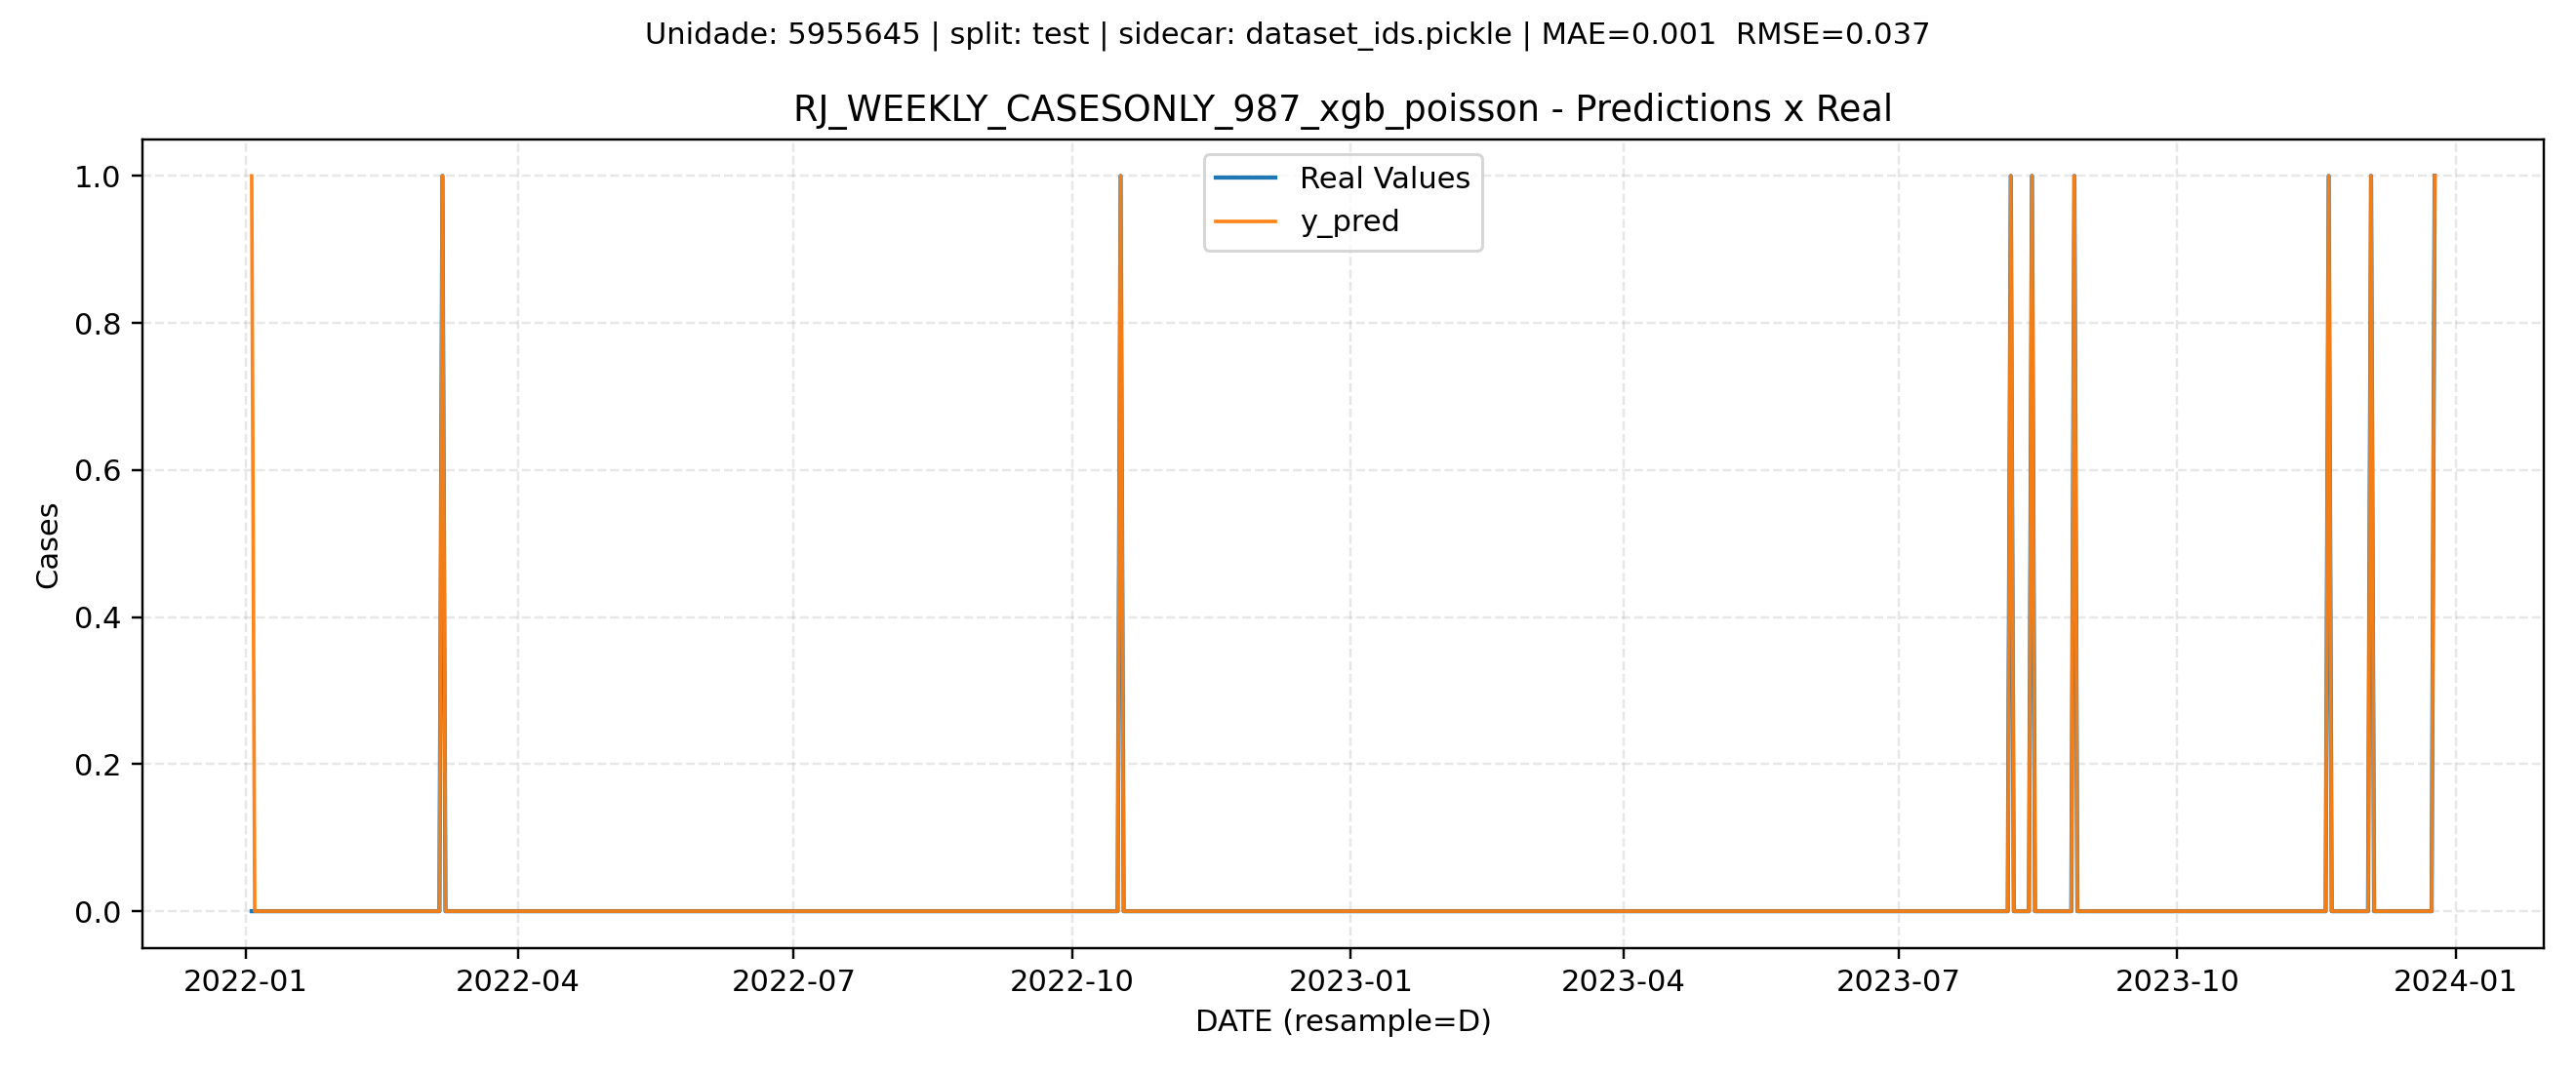 Unidade: 5955645 | split: test | sidecar: dataset_ids.pickle | MAE=0.001  RMSE=0.037
RJ_WEEKLY_CASESONLY_987_xgb_poisson - Predictions x Real
Real Values
y_pred
1.0
0.8
0.6
0.4
0.2
0.0
Cases
2022-01
2022-04
2022-07
2022-10
2023-01
2023-04
2023-07
2023-10
2024-01
DATE (resample=D)